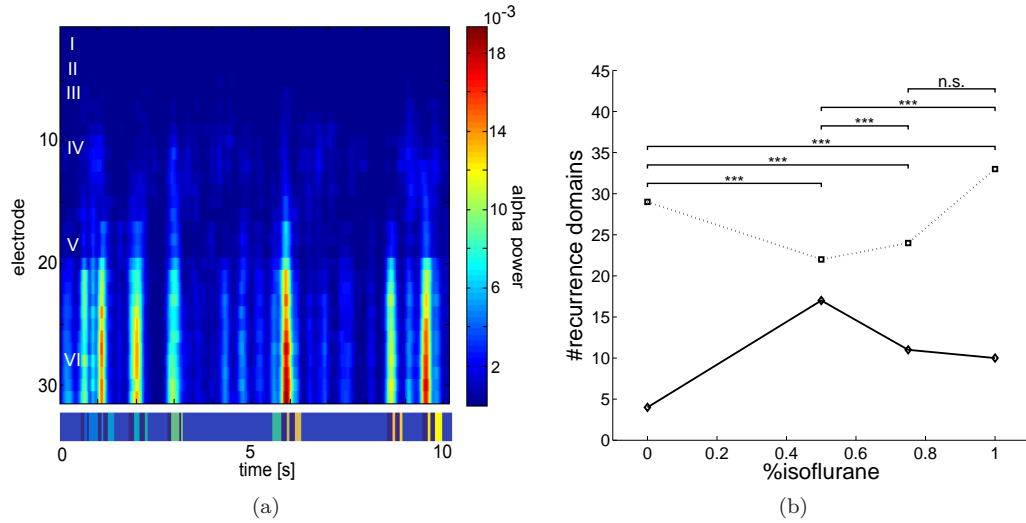 10⁻³
I
II
III
IV
V
VI
10
20
30
electrode
0
5
10
time [s]
18
14
10
6
2
alpha power
(a)
45
40
35
30
25
20
15
10
5
0
#recurrence domains
n.s.
***
***
***
***
***
0
0.2
0.4
0.6
0.8
1
%isoflurane
(b)